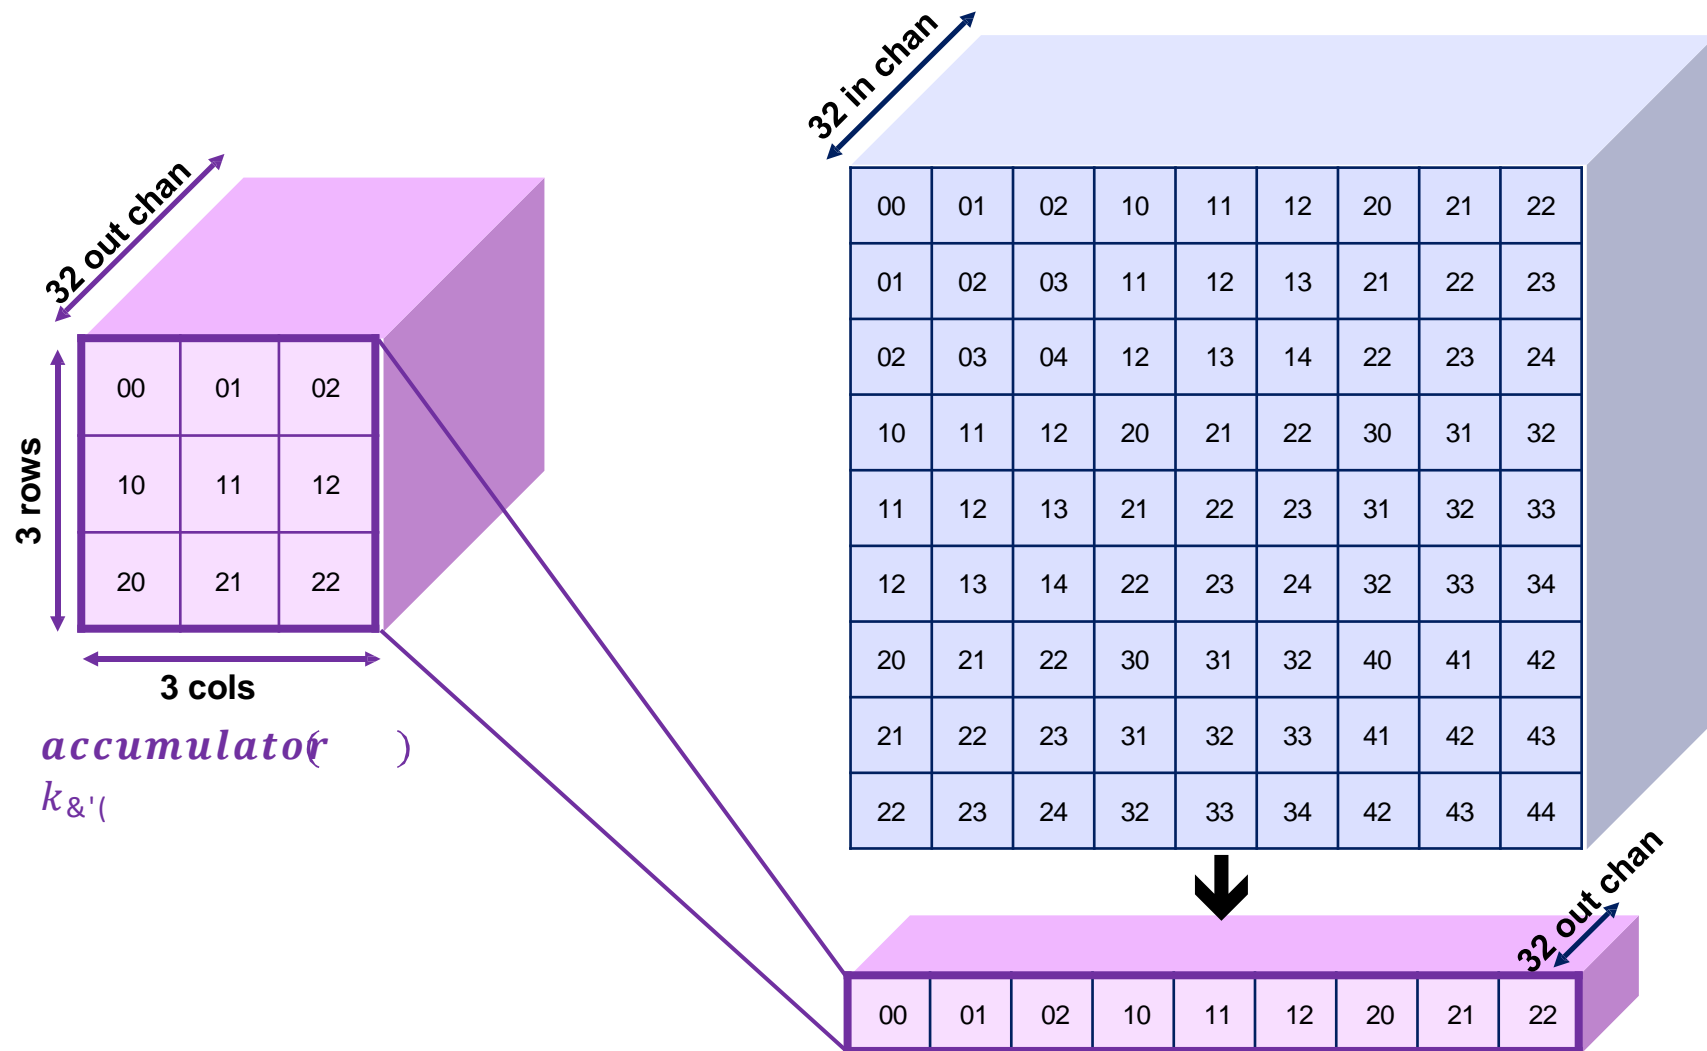 32 in chan
00 01 02 10 11 12 20 21 22
01 02 03 11 12 13 21 22 23
02 03 04 12 13 14 22 23 24
10 11 12 20 21 22 30 31 32
11 12 13 21 22 23 31 32 33
12 13 14 22 23 24 32 33 34
20 21 22 30 31 32 40 41 42
21 22 23 31 32 33 41 42 43
22 23 24 32 33 34 42 43 44
32 out chan
00 01 02
10 11 12
20 21 22
3 rows
3 cols
accumulator( )
k&'(
32 out chan
00 01 02 10 11 12 20 21 22